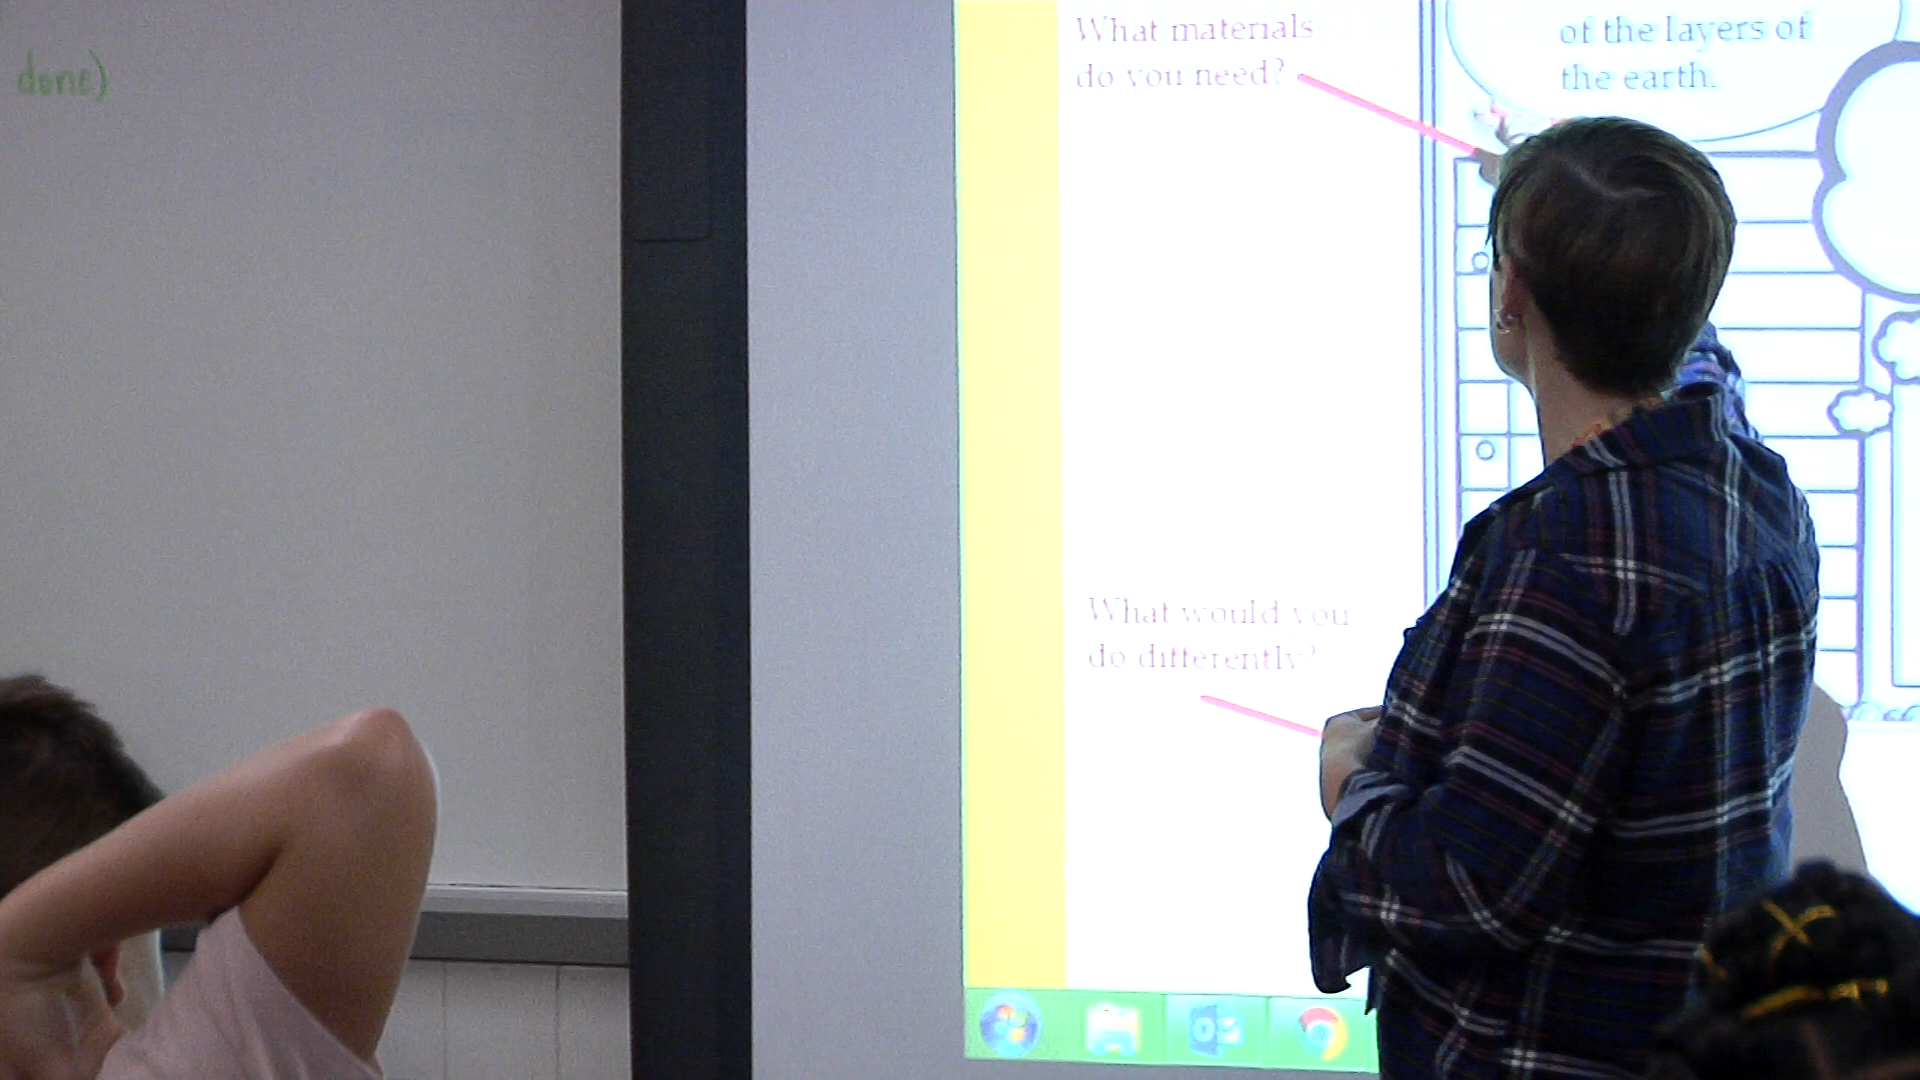 done)
What materials
do you need?
of the layers of
the earth.
What would you
do differently?